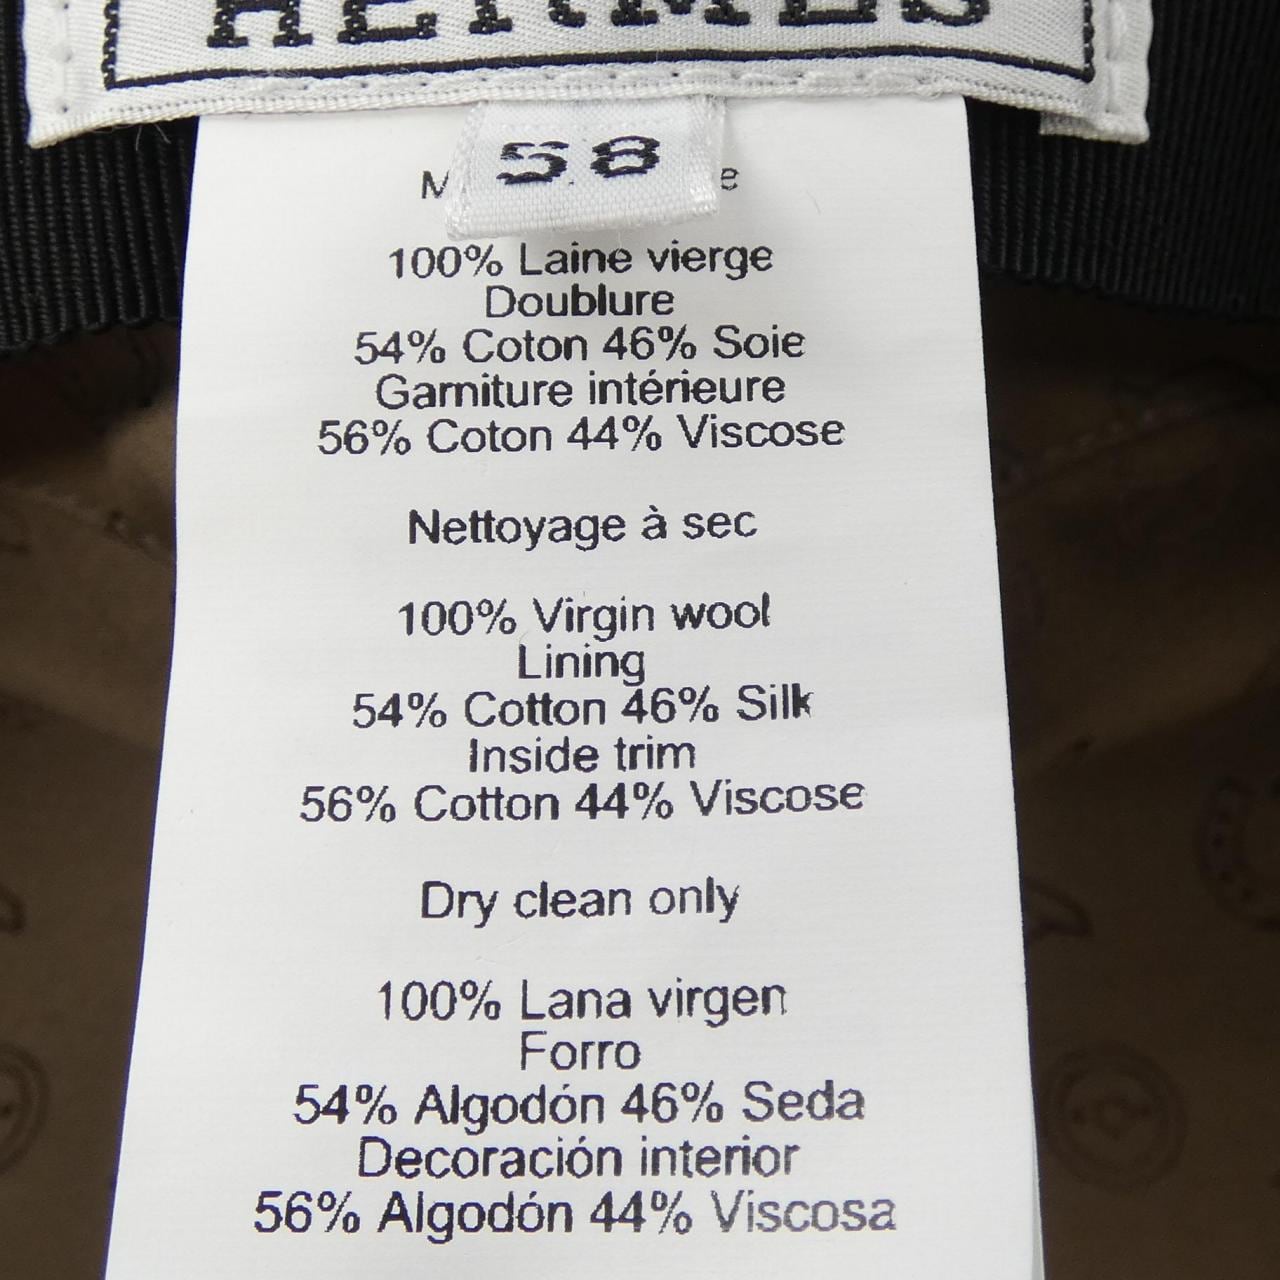 HERMES
58
100% Laine vierge
Doublure
54% Coton 46% Soie
Garniture intérieure
56% Coton 44% Viscose
Nettoyage à sec
100% Virgin wool
Lining
54% Cotton 46% Silk
Inside trim
56% Cotton 44% Viscose
Dry clean only
100% Lana virgen
Forro
54% Algodón 46% Seda
Decoración interior
56% Algodón 44% Viscosa